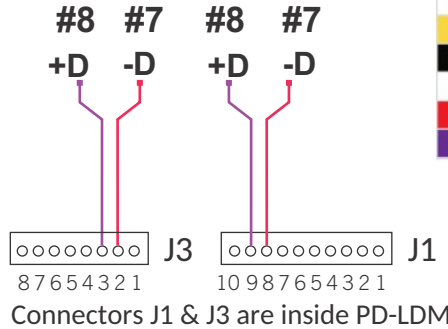 #8 #7 #8 #7
+D -D +D -D
J3 J1
8 7 6 5 4 3 2 1 10 9 8 7 6 5 4 3 2 1
Connectors J1 & J3 are inside PD-LDM